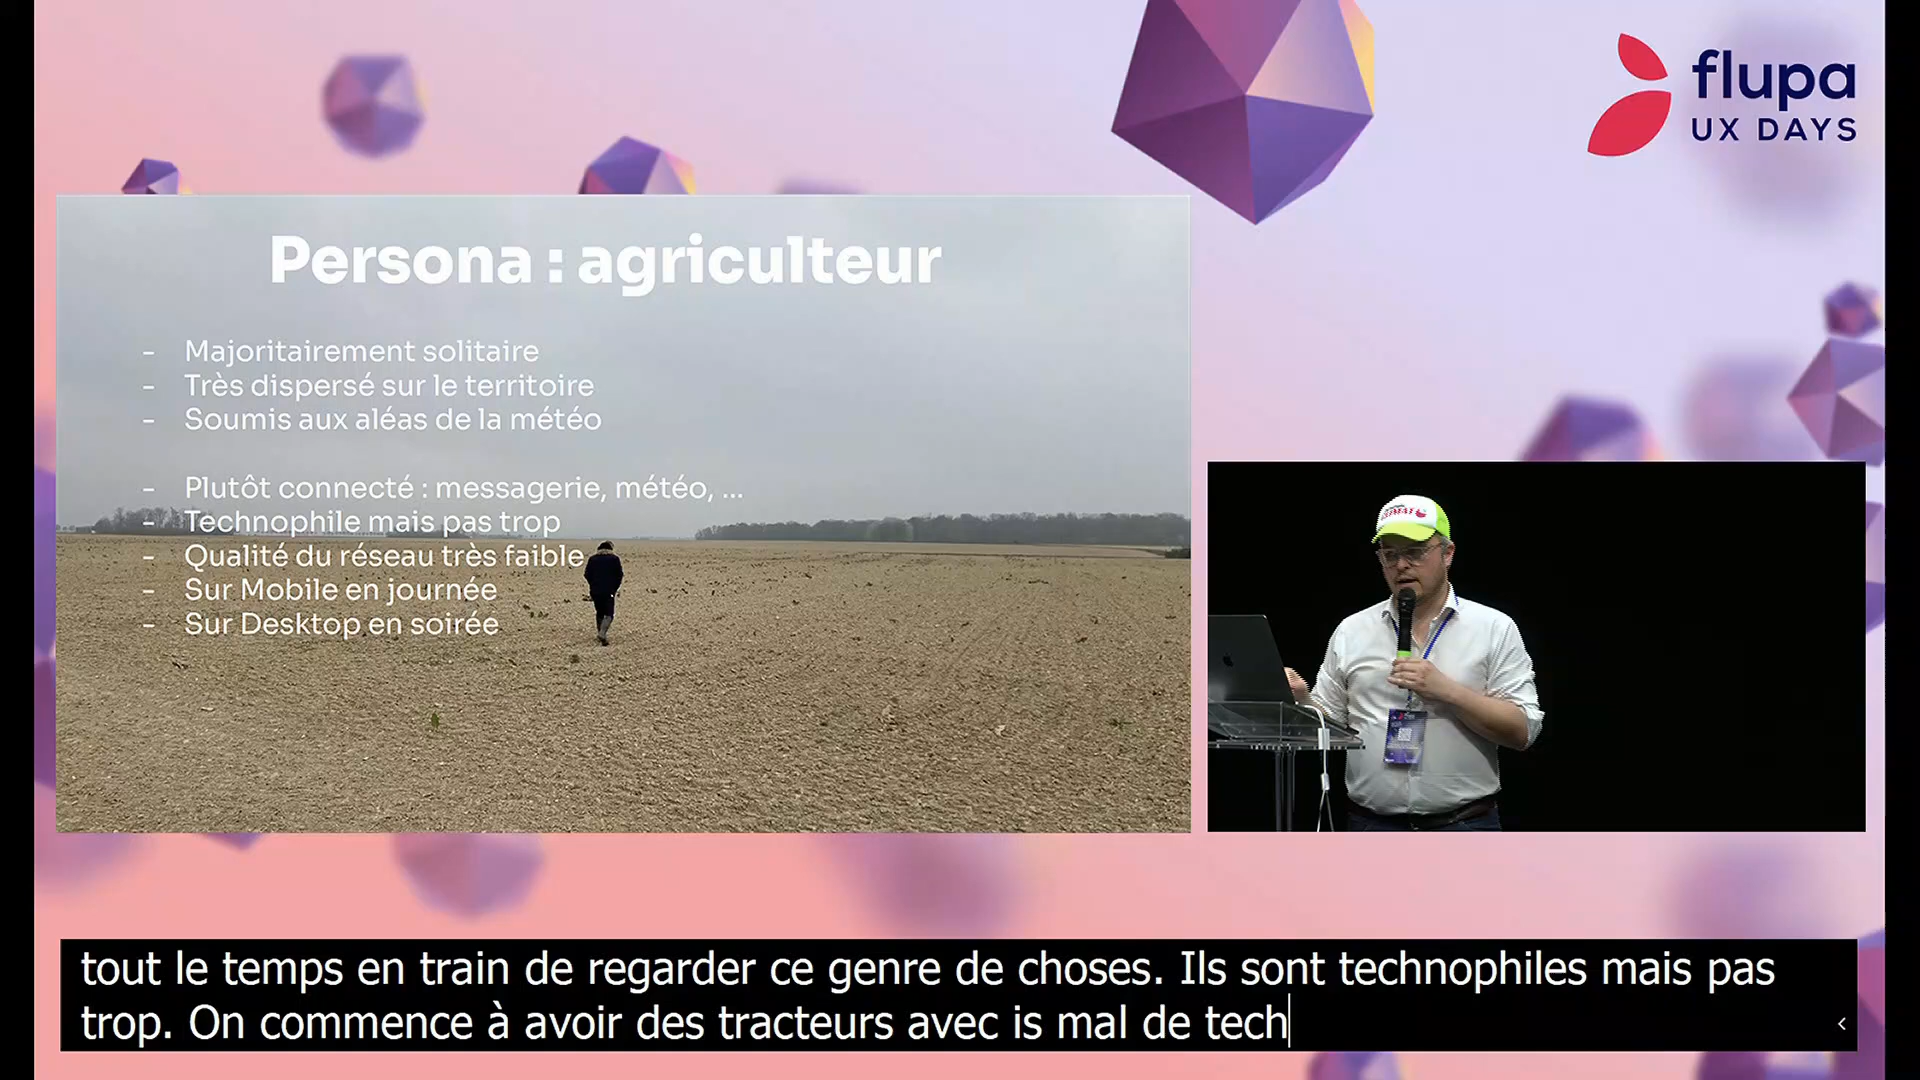 flupa
UX DAYS
Persona : agriculteur
- Majoritairement solitaire
- Très dispersé sur le territoire
- Soumis aux aléas de la météo
- Plutôt connecté : messagerie, météo, ...
- Technophile mais pas trop
- Qualité du réseau très faible
- Sur Mobile en journée
- Sur Desktop en soirée
tout le temps en train de regarder ce genre de choses. Ils sont technophiles mais pas
trop. On commence à avoir des tracteurs avec is mal de tech